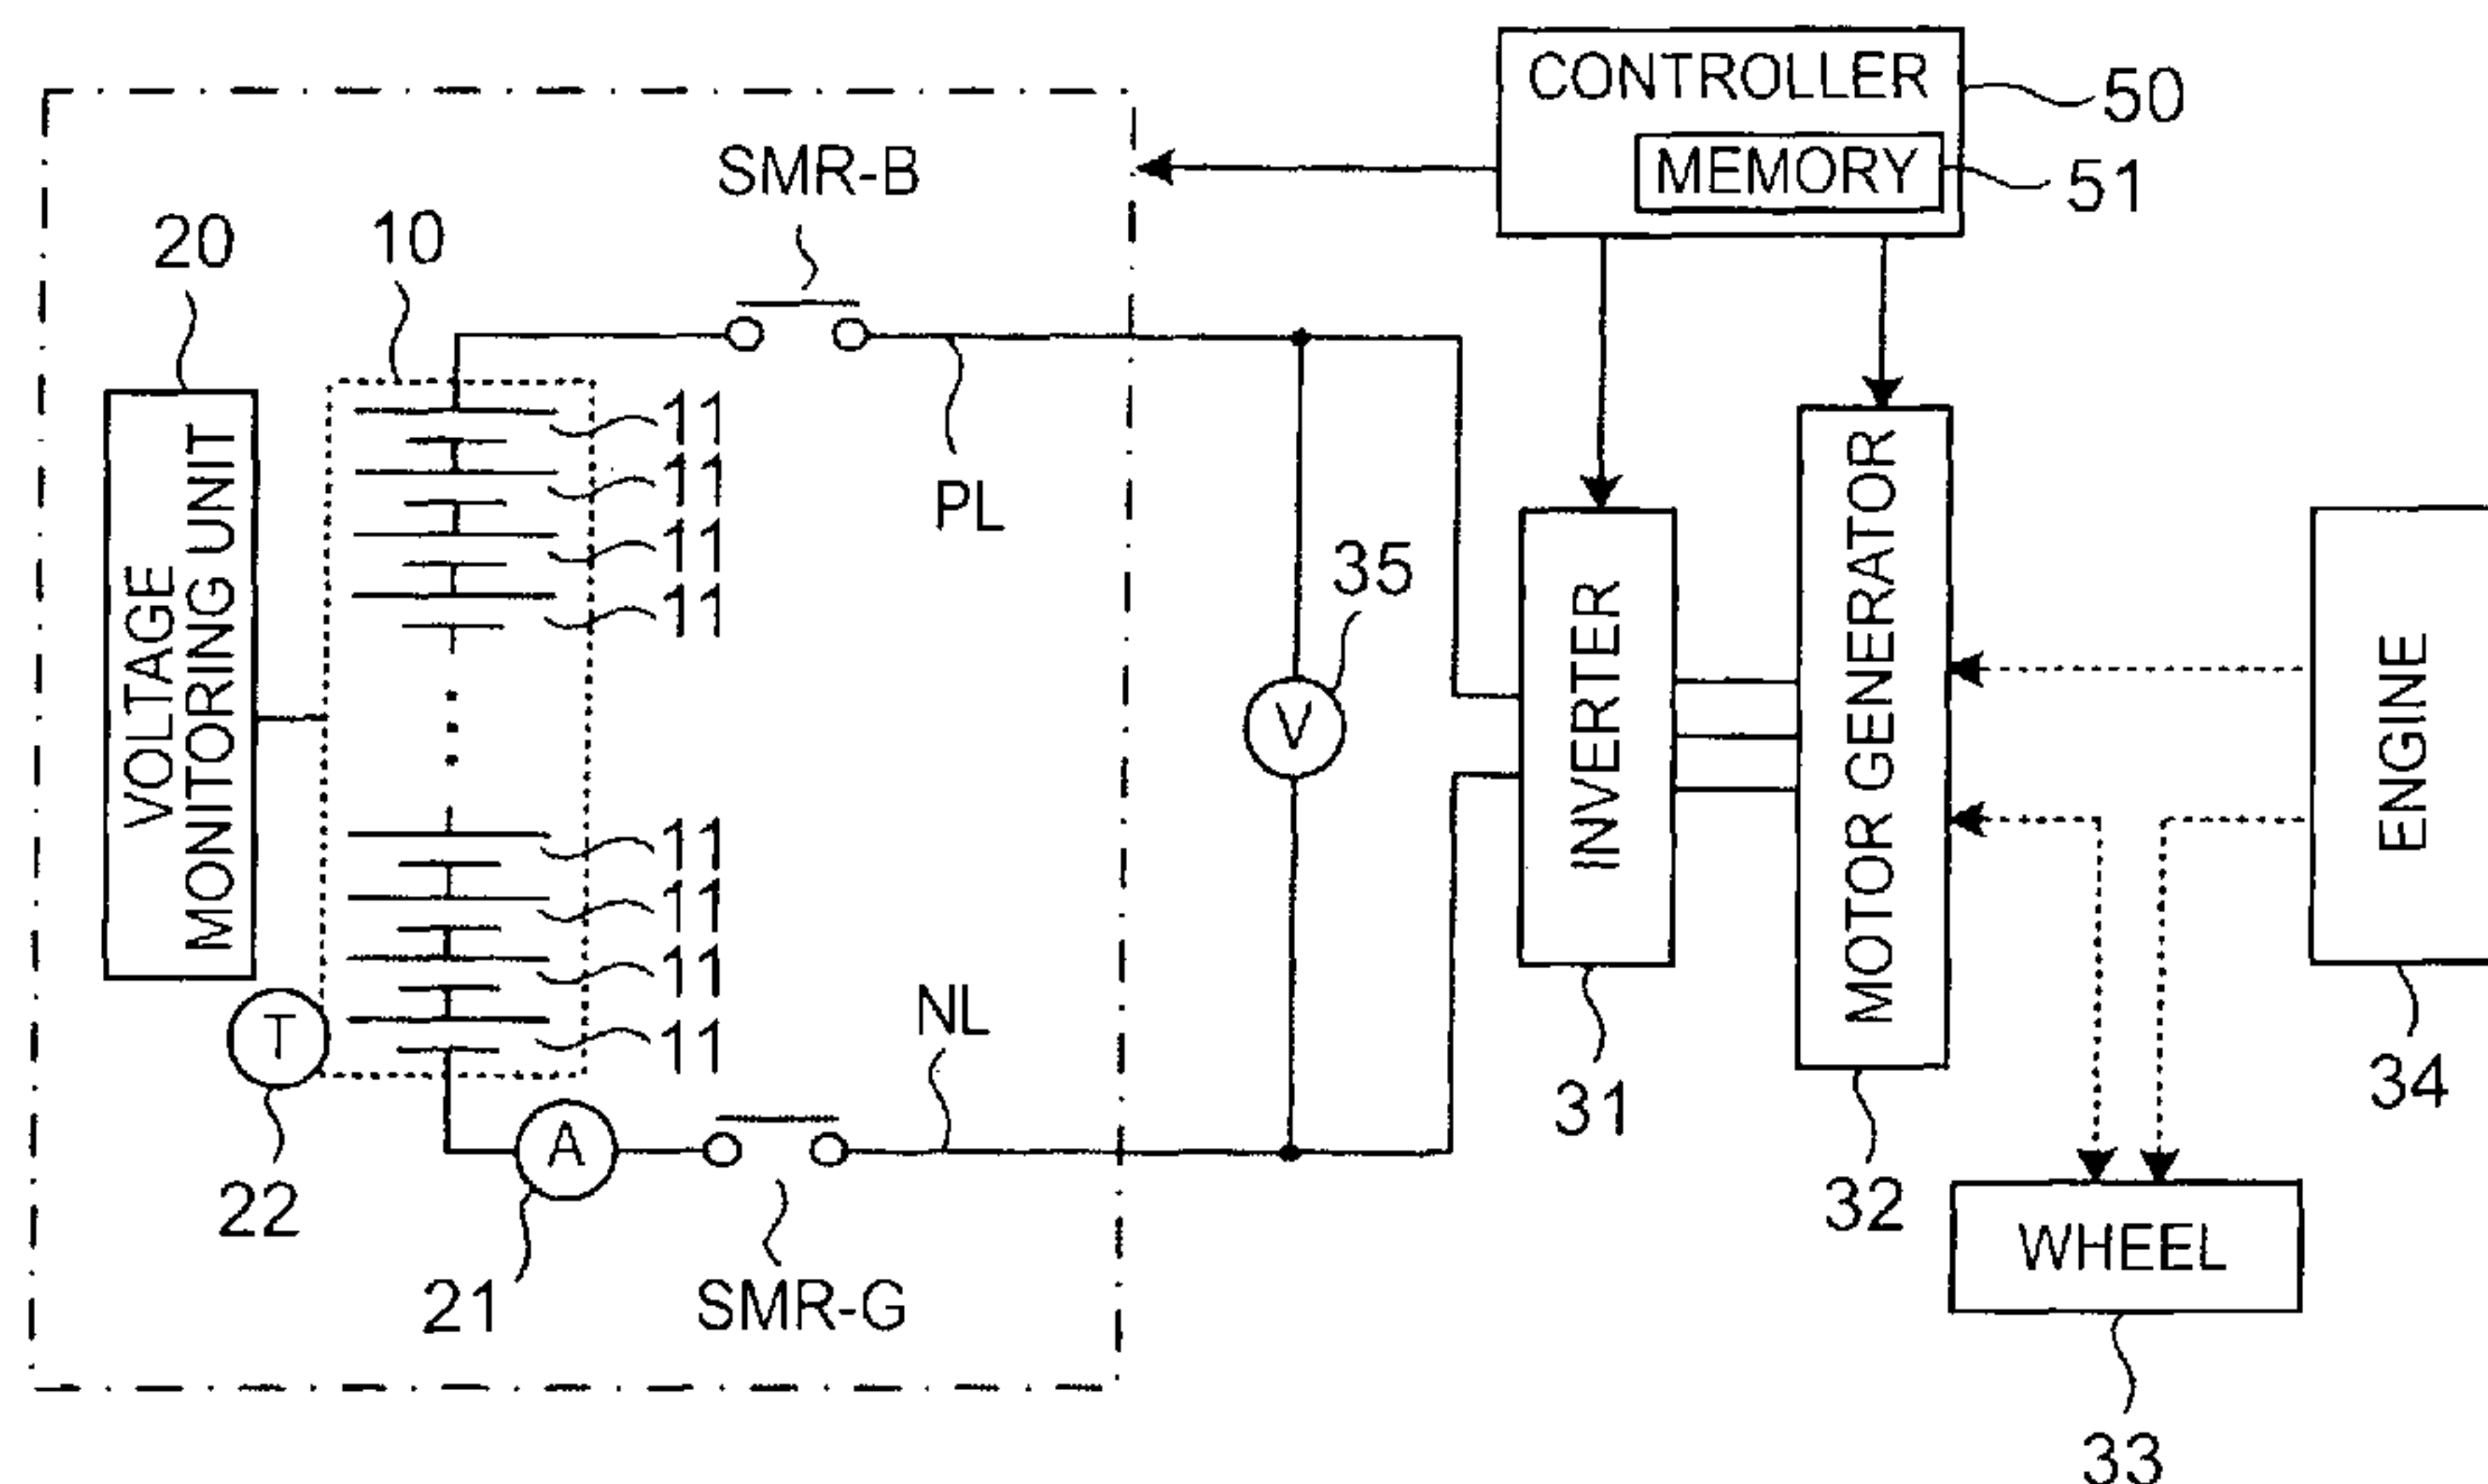 CONTROLLER
50
MEMORY
51
SMR-B
20
10
11
11
11
11
PL
35
V
VOLTAGE
MONITORING UNIT
INVERTER
MOTOR GENERATOR
ENGINE
11
11
11
11
T
NL
A
22
21
SMR-G
31
32
34
WHEEL
33